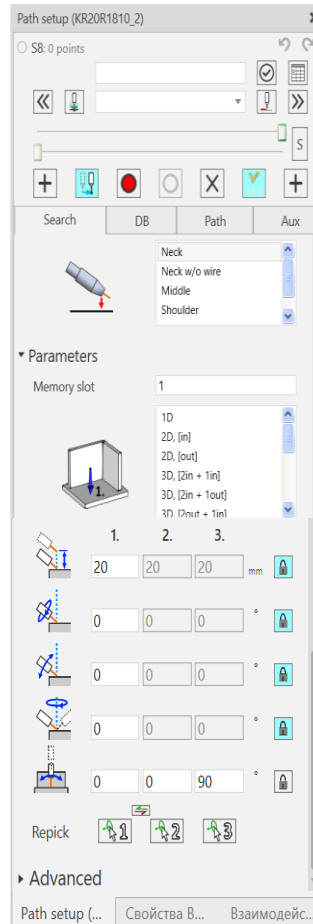 Path setup (KR20R1810_2)
S8: 0 points
S
Search DB Path Aux
Neck
Neck w/o wire
Middle
Shoulder
Parameters
Memory slot 1
1D
2D, [in]
2D, [out]
3D, [2in + 1in]
3D, [2in + 1out]
3D, [2out + 1in]
1.
1. 2. 3.
20 20 20 mm
0 0 0 °
0 0 0 °
0 0 0 °
0 0 90 °
Repick 1 2 3
Advanced
Path setup (... Свойства В... Взаимодейс...